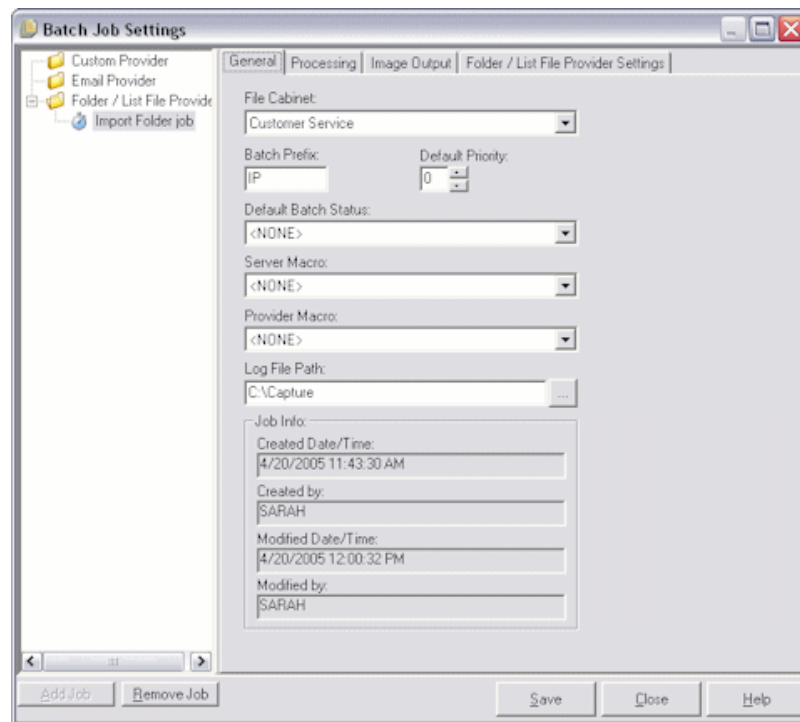 Batch Job Settings
Custom Provider
Email Provider
Folder / List File Provide
Import Folder job
General
Processing
Image Output
Folder / List File Provider Settings
File Cabinet:
Customer Service
Batch Prefix:
Default Priority:
IP
0
Default Batch Status:
<NONE>
Server Macro:
<NONE>
Provider Macro:
<NONE>
Log File Path:
C:\Capture
...
Job Info:
Created Date/Time:
4/20/2005 11:43:30 AM
Created by:
SARAH
Modified Date/Time:
4/20/2005 12:00:32 PM
Modified by:
SARAH
Add Job
Remove Job
Save
Close
Help